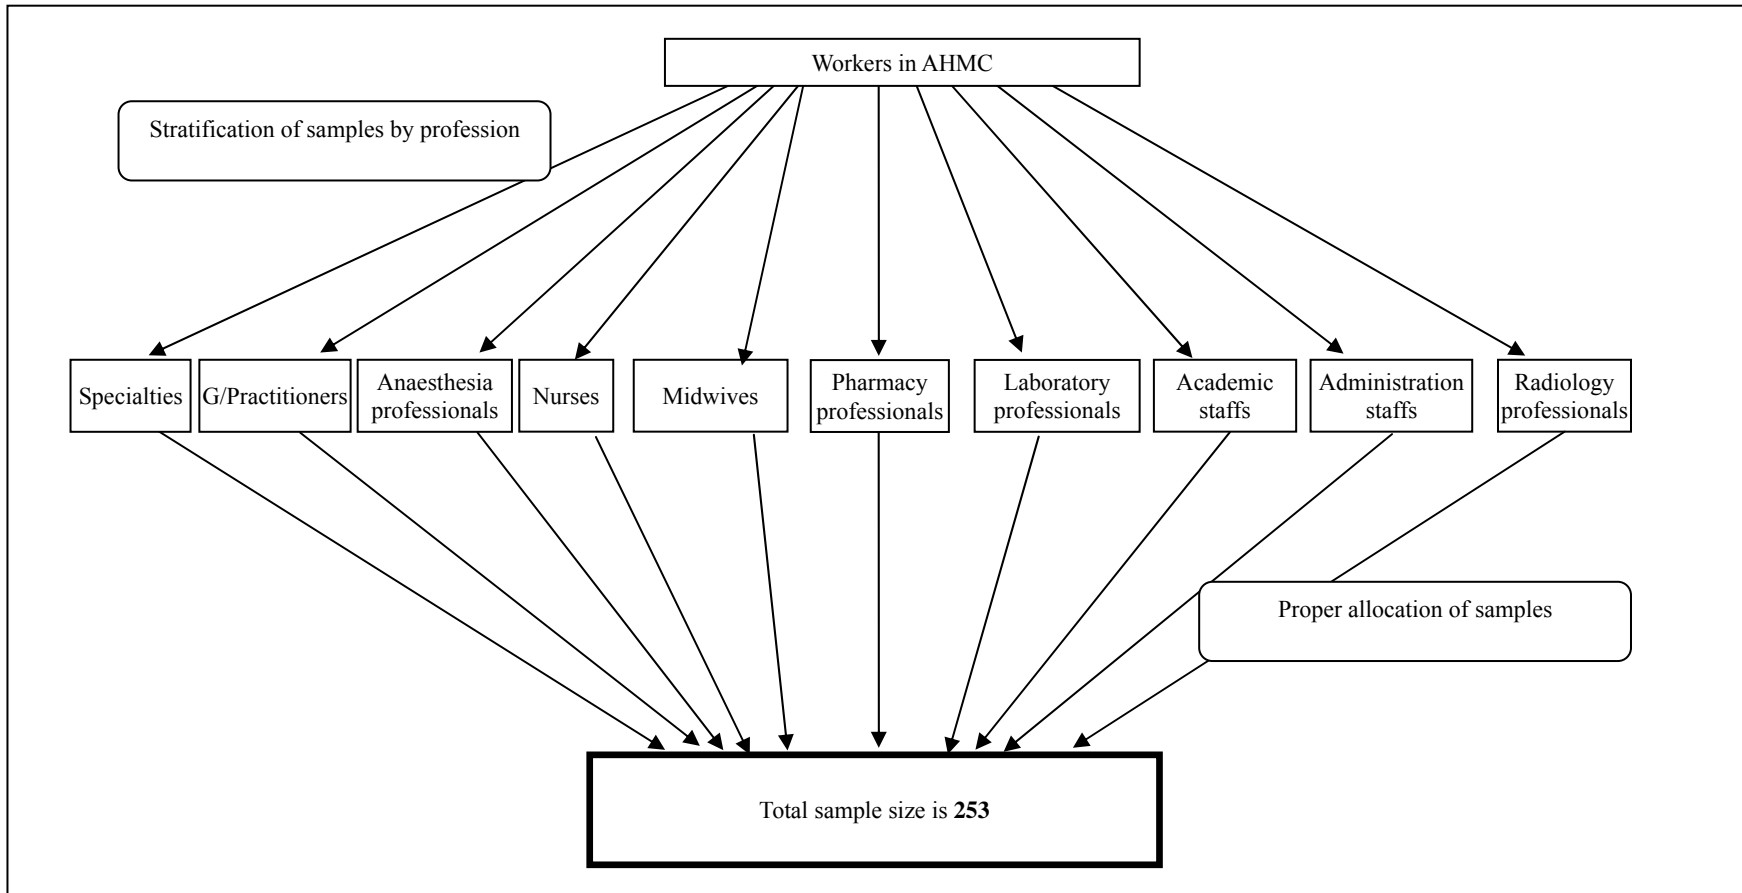 Workers in AHMC
Stratification of samples by profession
Specialties
G/Practitioners
Anaesthesia
professionals
Nurses
Midwives
Pharmacy
professionals
Laboratory
professionals
Academic
staffs
Administration
staffs
Radiology
professionals
Proper allocation of samples
Total sample size is 253